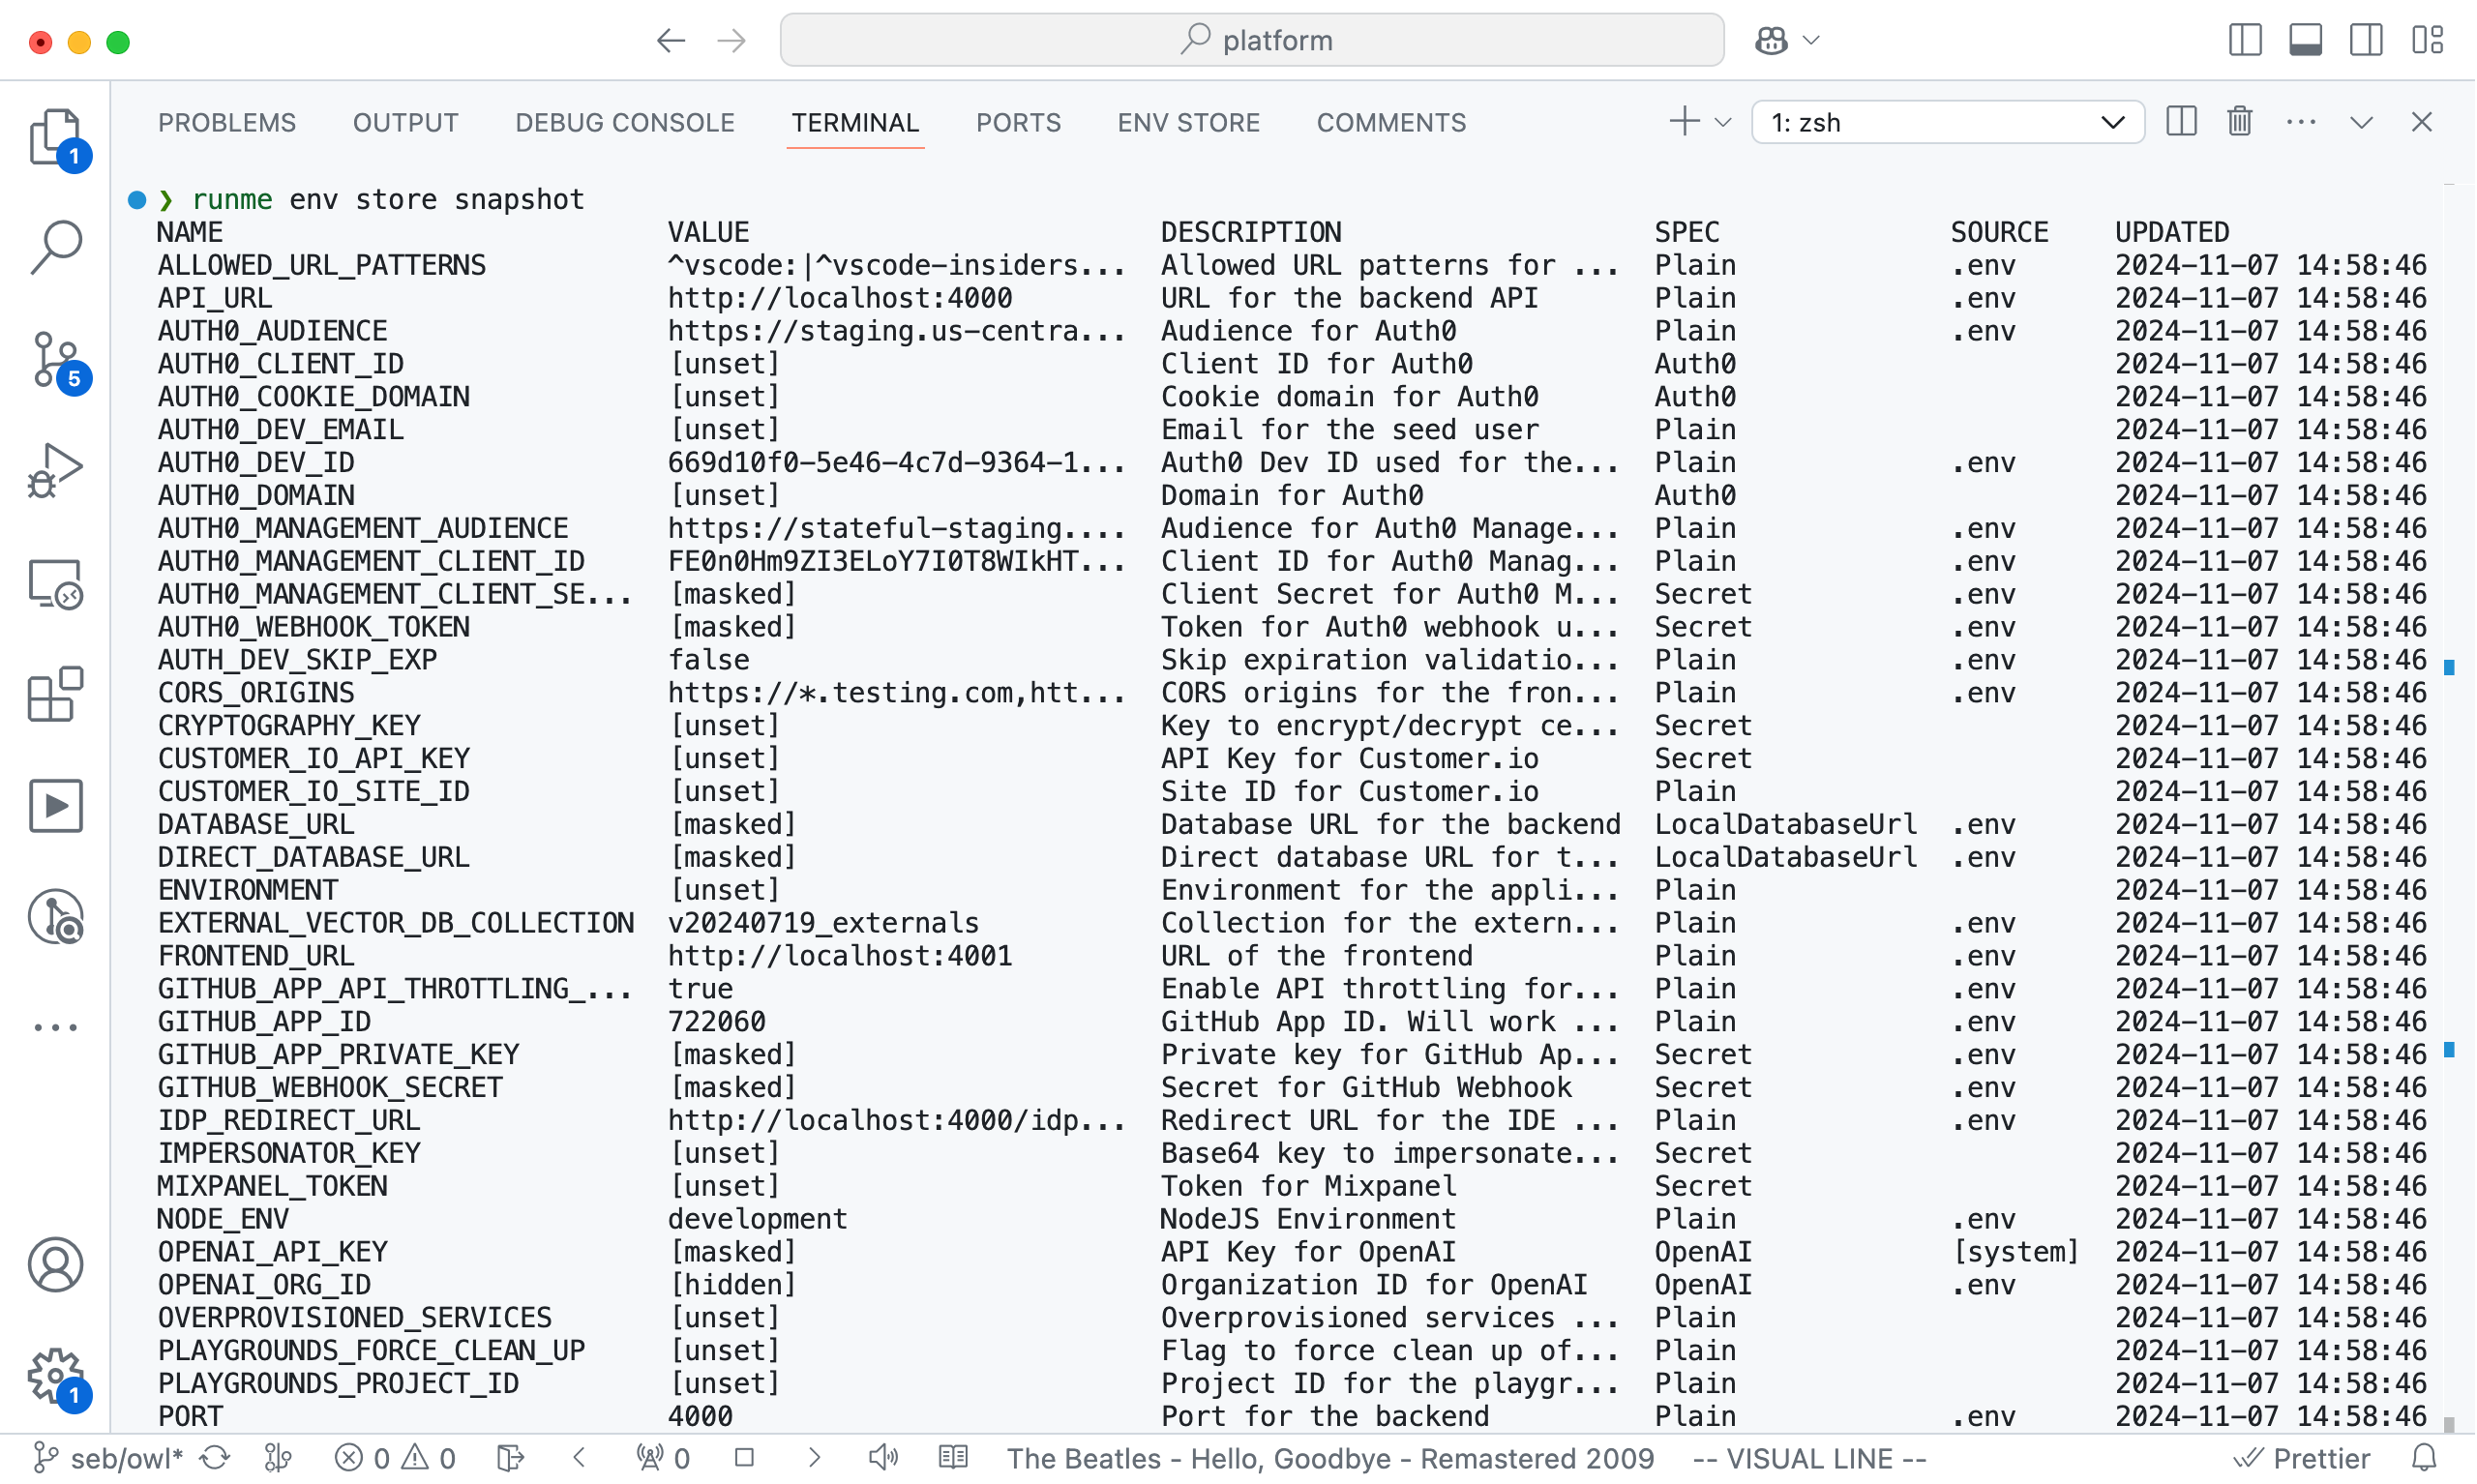 platform
PROBLEMS OUTPUT DEBUG CONSOLE TERMINAL PORTS ENV STORE COMMENTS 1: zsh
1
5
1
❯ runme env store snapshot
NAME VALUE DESCRIPTION SPEC SOURCE UPDATED
ALLOWED_URL_PATTERNS ^vscode:|^vscode-insiders... Allowed URL patterns for ... Plain .env 2024-11-07 14:58:46
API_URL http://localhost:4000 URL for the backend API Plain .env 2024-11-07 14:58:46
AUTH0_AUDIENCE https://staging.us-centra... Audience for Auth0 Plain .env 2024-11-07 14:58:46
AUTH0_CLIENT_ID [unset] Client ID for Auth0 Auth0 2024-11-07 14:58:46
AUTH0_COOKIE_DOMAIN [unset] Cookie domain for Auth0 Auth0 2024-11-07 14:58:46
AUTH0_DEV_EMAIL [unset] Email for the seed user Plain 2024-11-07 14:58:46
AUTH0_DEV_ID 669d10f0-5e46-4c7d-9364-1... Auth0 Dev ID used for the... Plain .env 2024-11-07 14:58:46
AUTH0_DOMAIN [unset] Domain for Auth0 Auth0 2024-11-07 14:58:46
AUTH0_MANAGEMENT_AUDIENCE https://stateful-staging.... Audience for Auth0 Manage... Plain .env 2024-11-07 14:58:46
AUTH0_MANAGEMENT_CLIENT_ID FE0n0Hm9ZI3ELoY7I0T8WIkHT... Client ID for Auth0 Manag... Plain .env 2024-11-07 14:58:46
AUTH0_MANAGEMENT_CLIENT_SE... [masked] Client Secret for Auth0 M... Secret .env 2024-11-07 14:58:46
AUTH0_WEBHOOK_TOKEN [masked] Token for Auth0 webhook u... Secret .env 2024-11-07 14:58:46
AUTH_DEV_SKIP_EXP false Skip expiration validatio... Plain .env 2024-11-07 14:58:46
CORS_ORIGINS https://*.testing.com,htt... CORS origins for the fron... Plain .env 2024-11-07 14:58:46
CRYPTOGRAPHY_KEY [unset] Key to encrypt/decrypt ce... Secret 2024-11-07 14:58:46
CUSTOMER_IO_API_KEY [unset] API Key for Customer.io Secret 2024-11-07 14:58:46
CUSTOMER_IO_SITE_ID [unset] Site ID for Customer.io Plain 2024-11-07 14:58:46
DATABASE_URL [masked] Database URL for the backend LocalDatabaseUrl .env 2024-11-07 14:58:46
DIRECT_DATABASE_URL [masked] Direct database URL for t... LocalDatabaseUrl .env 2024-11-07 14:58:46
ENVIRONMENT [unset] Environment for the appli... Plain 2024-11-07 14:58:46
EXTERNAL_VECTOR_DB_COLLECTION v20240719_externals Collection for the extern... Plain .env 2024-11-07 14:58:46
FRONTEND_URL http://localhost:4001 URL of the frontend Plain .env 2024-11-07 14:58:46
GITHUB_APP_API_THROTTLING_... true Enable API throttling for... Plain .env 2024-11-07 14:58:46
GITHUB_APP_ID 722060 GitHub App ID. Will work ... Plain .env 2024-11-07 14:58:46
GITHUB_APP_PRIVATE_KEY [masked] Private key for GitHub Ap... Secret .env 2024-11-07 14:58:46
GITHUB_WEBHOOK_SECRET [masked] Secret for GitHub Webhook Secret .env 2024-11-07 14:58:46
IDP_REDIRECT_URL http://localhost:4000/idp... Redirect URL for the IDE ... Plain .env 2024-11-07 14:58:46
IMPERSONATOR_KEY [unset] Base64 key to impersonate... Secret 2024-11-07 14:58:46
MIXPANEL_TOKEN [unset] Token for Mixpanel Secret 2024-11-07 14:58:46
NODE_ENV development NodeJS Environment Plain .env 2024-11-07 14:58:46
OPENAI_API_KEY [masked] API Key for OpenAI OpenAI [system] 2024-11-07 14:58:46
OPENAI_ORG_ID [hidden] Organization ID for OpenAI OpenAI .env 2024-11-07 14:58:46
OVERPROVISIONED_SERVICES [unset] Overprovisioned services ... Plain 2024-11-07 14:58:46
PLAYGROUNDS_FORCE_CLEAN_UP [unset] Flag to force clean up of... Plain 2024-11-07 14:58:46
PLAYGROUNDS_PROJECT_ID [unset] Project ID for the playgr... Plain 2024-11-07 14:58:46
PORT 4000 Port for the backend Plain .env 2024-11-07 14:58:46
seb/owl* 0 0 0 The Beatles - Hello, Goodbye - Remastered 2009 -- VISUAL LINE -- Prettier